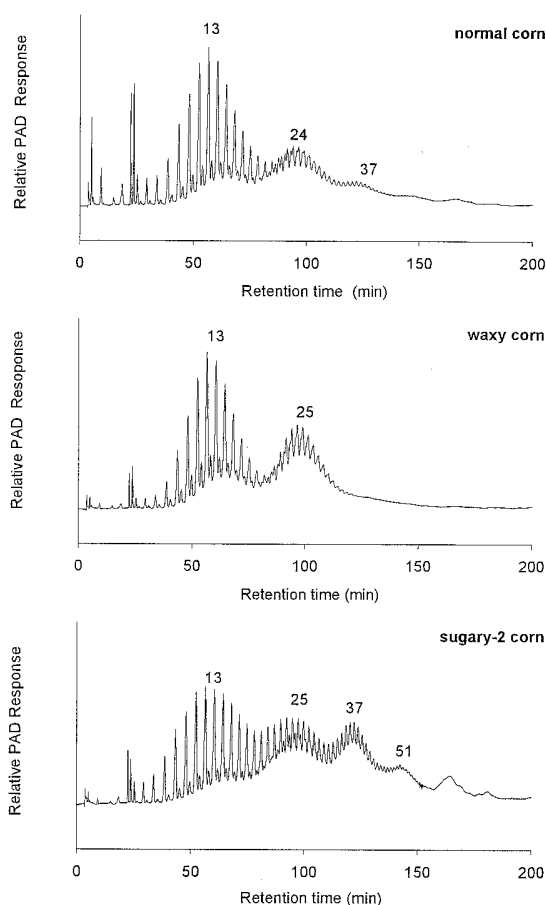 normal corn
Relative PAD Response
13
24
37
0 50 100 150 200
Retention time (min)
waxy corn
Relative PAD Resoponse
13
25
0 50 100 150 200
Retention time (min)
sugary-2 corn
Relative PAD Response
13
25
37
51
0 50 100 150 200
Retention time (min)